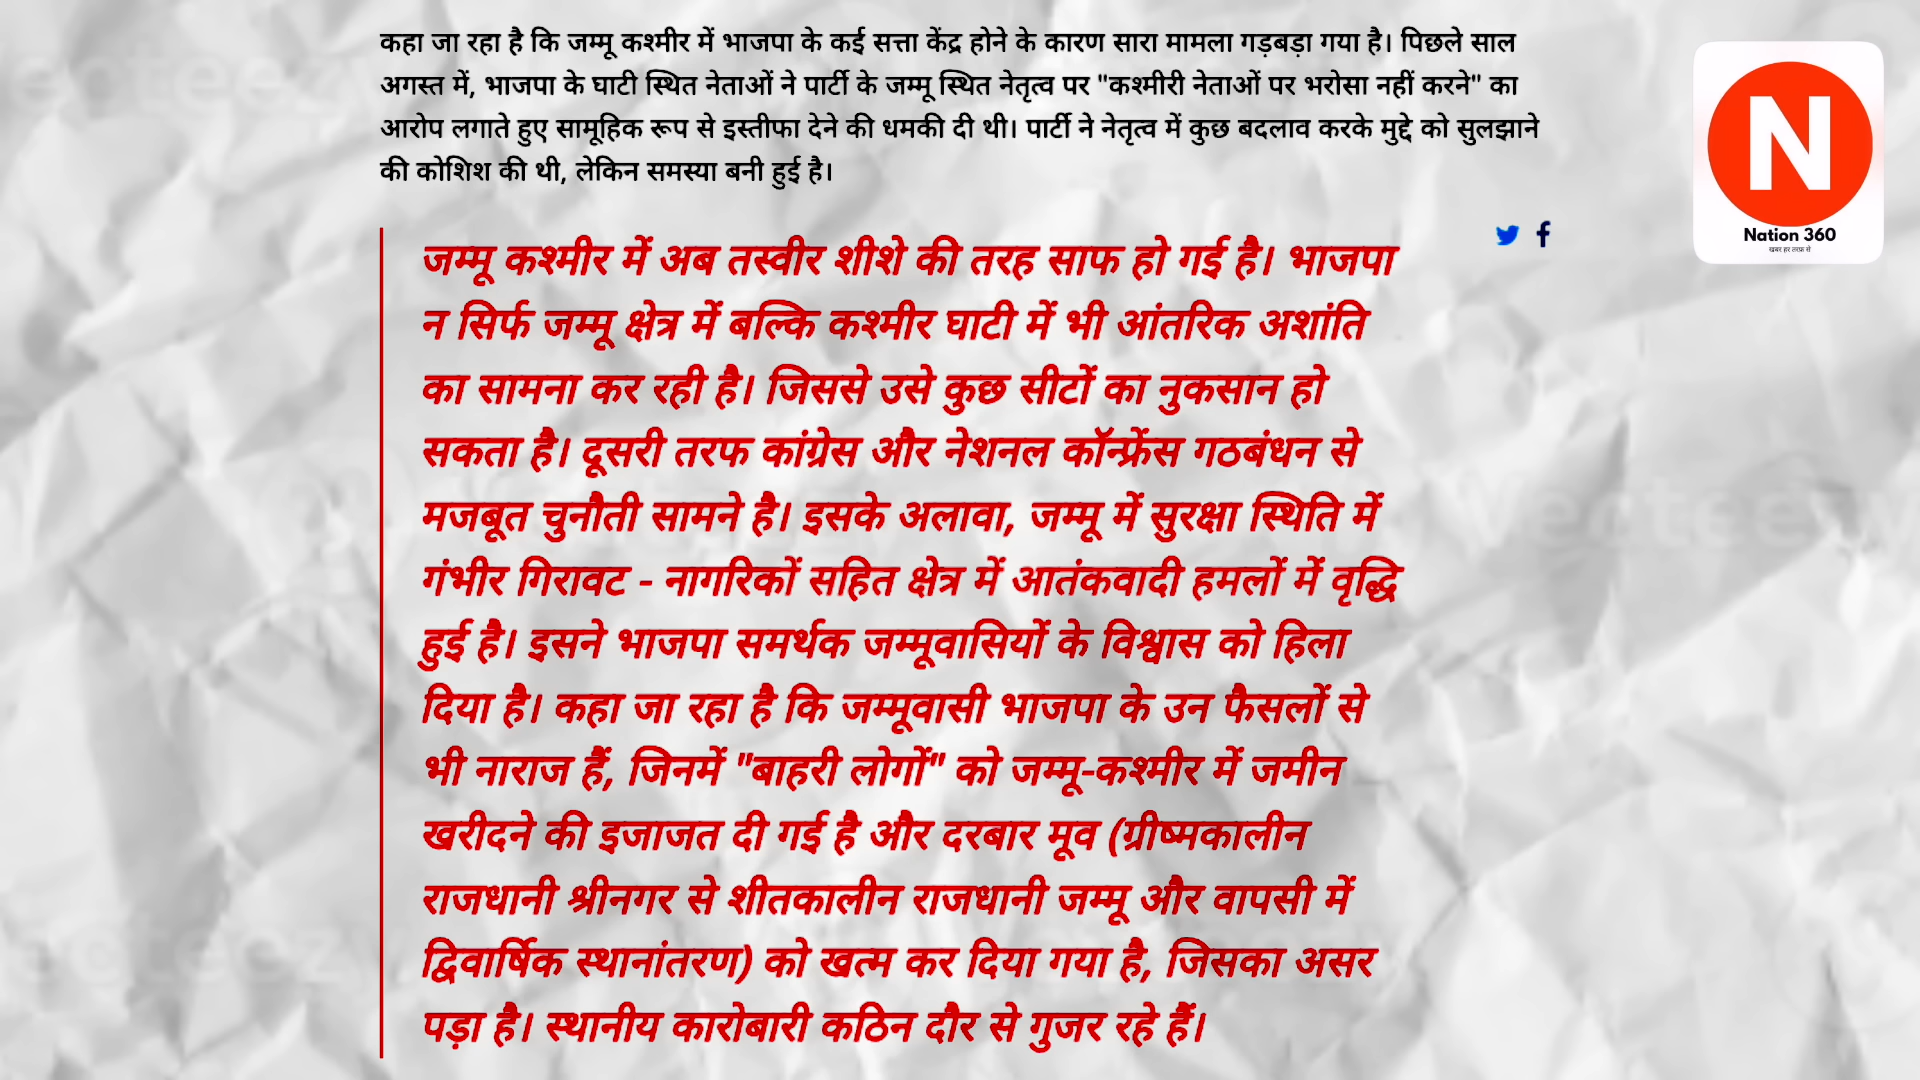 कहा जा रहा है कि जम्मू कश्मीर में भाजपा के कई सत्ता केंद्र होने के कारण सारा मामला गड़बड़ा गया है। पिछले साल
अगस्त में, भाजपा के घाटी स्थित नेताओं ने पार्टी के जम्मू स्थित नेतृत्व पर "कश्मीरी नेताओं पर भरोसा नहीं करने" का
आरोप लगाते हुए सामूहिक रूप से इस्तीफा देने की धमकी दी थी। पार्टी ने नेतृत्व में कुछ बदलाव करके मुद्दे को सुलझाने
की कोशिश की थी, लेकिन समस्या बनी हुई है।
N
Nation 360
खबर हर तरफ़ से
जम्मू कश्मीर में अब तस्वीर शीशे की तरह साफ हो गई है। भाजपा
न सिर्फ जम्मू क्षेत्र में बल्कि कश्मीर घाटी में भी आंतरिक अशांति
का सामना कर रही है। जिससे उसे कुछ सीटों का नुकसान हो
सकता है। दूसरी तरफ कांग्रेस और नेशनल कॉन्फ्रेंस गठबंधन से
मजबूत चुनौती सामने है। इसके अलावा, जम्मू में सुरक्षा स्थिति में
गंभीर गिरावट - नागरिकों सहित क्षेत्र में आतंकवादी हमलों में वृद्धि
हुई है। इसने भाजपा समर्थक जम्मूवासियों के विश्वास को हिला
दिया है। कहा जा रहा है कि जम्मूवासी भाजपा के उन फैसलों से
भी नाराज हैं, जिनमें "बाहरी लोगों" को जम्मू-कश्मीर में जमीन
खरीदने की इजाजत दी गई है और दरबार मूव (ग्रीष्मकालीन
राजधानी श्रीनगर से शीतकालीन राजधानी जम्मू और वापसी में
द्विवार्षिक स्थानांतरण) को खत्म कर दिया गया है, जिसका असर
पड़ा है। स्थानीय कारोबारी कठिन दौर से गुजर रहे हैं।